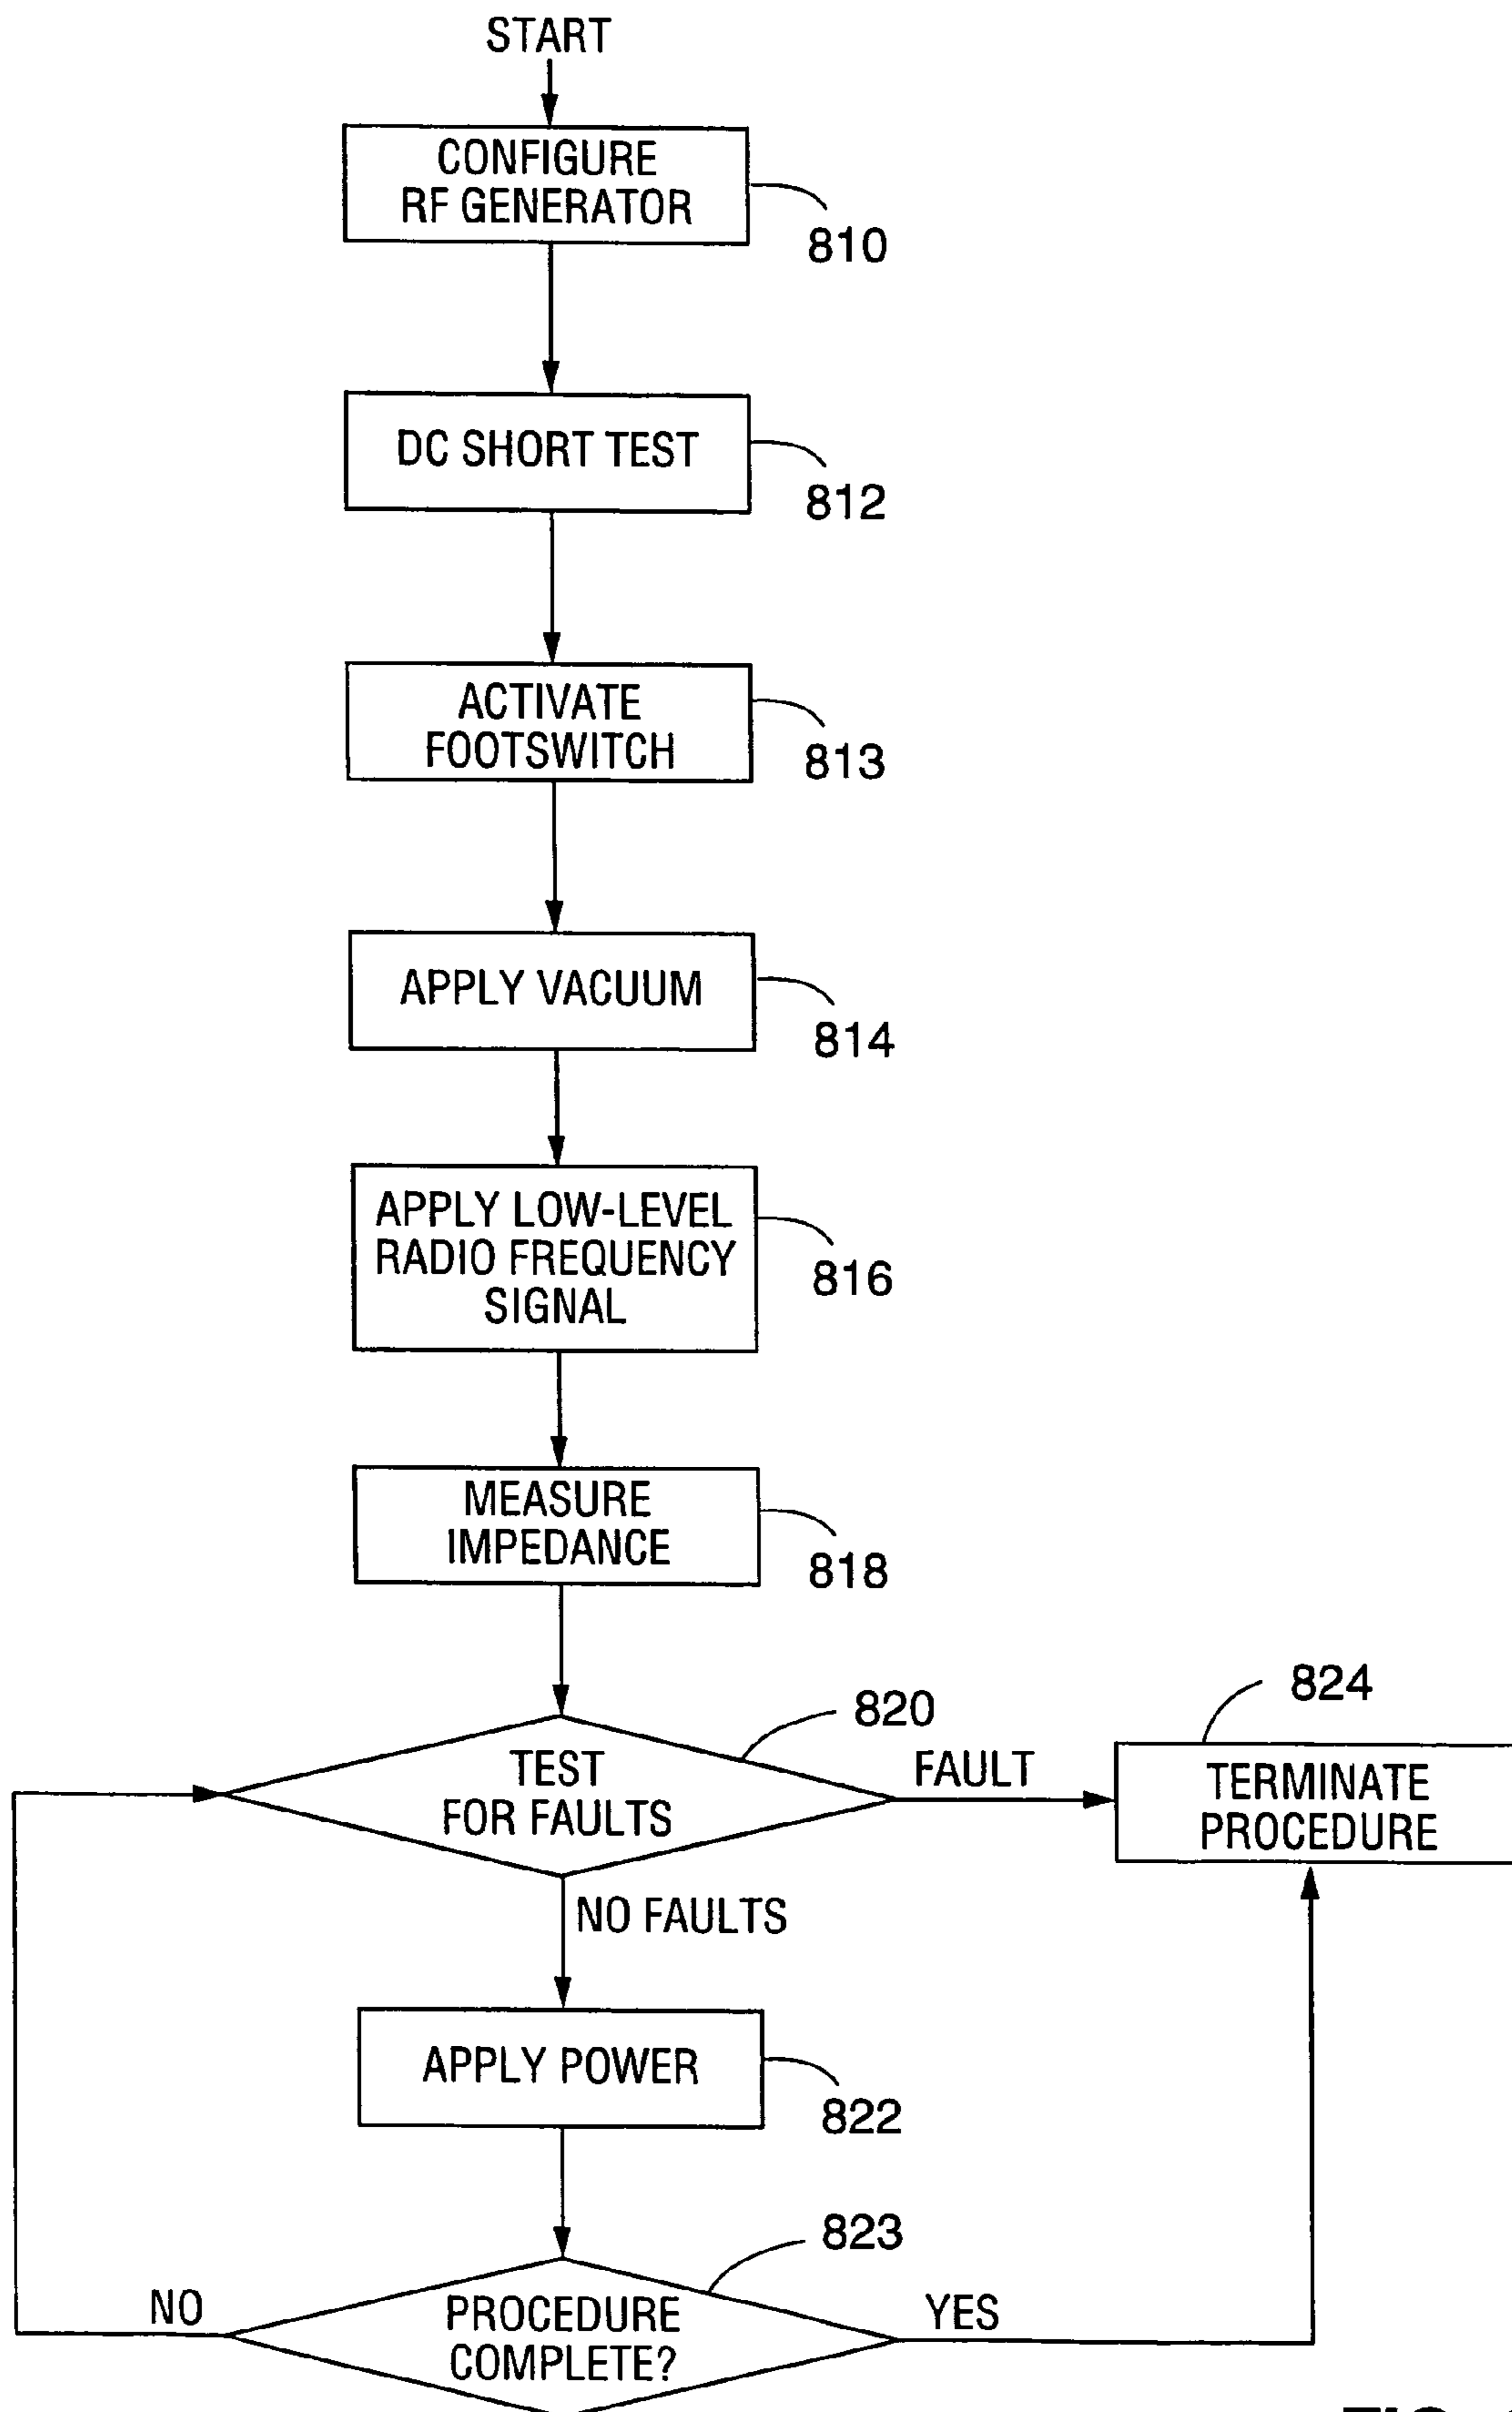 START
CONFIGURE
RF GENERATOR
810
DC SHORT TEST
812
ACTIVATE
FOOTSWITCH
813
APPLY VACUUM
814
APPLY LOW-LEVEL
RADIO FREQUENCY
SIGNAL
816
MEASURE
IMPEDANCE
818
820
824
TEST
FOR FAULTS
FAULT
TERMINATE
PROCEDURE
NO FAULTS
APPLY POWER
822
823
NO
PROCEDURE
COMPLETE?
YES